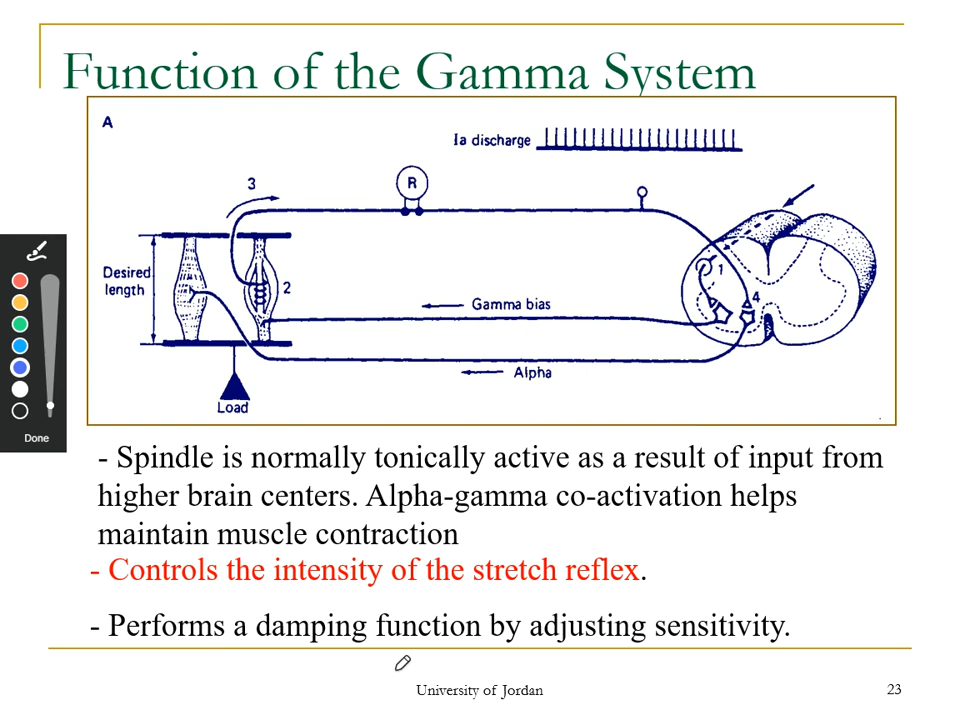 Function of the Gamma System
A
Ia discharge
3
R
Desired
length
2
1
4
Gamma bias
Alpha
Load
Done
- Spindle is normally tonically active as a result of input from
higher brain centers. Alpha-gamma co-activation helps
maintain muscle contraction
- Controls the intensity of the stretch reflex.
- Performs a damping function by adjusting sensitivity.
University of Jordan
23